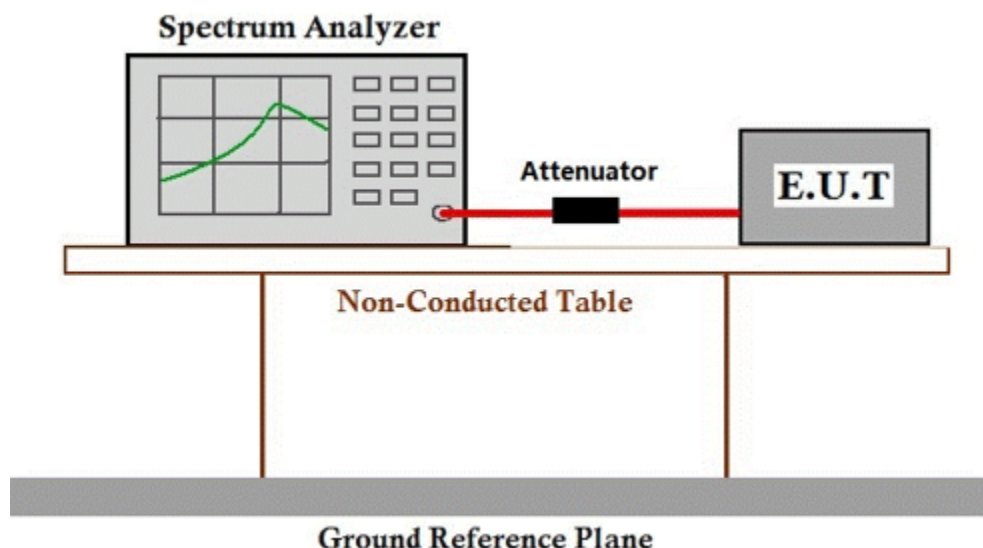 Spectrum Analyzer
Attenuator
E.U.T
Non-Conducted Table
Ground Reference Plane